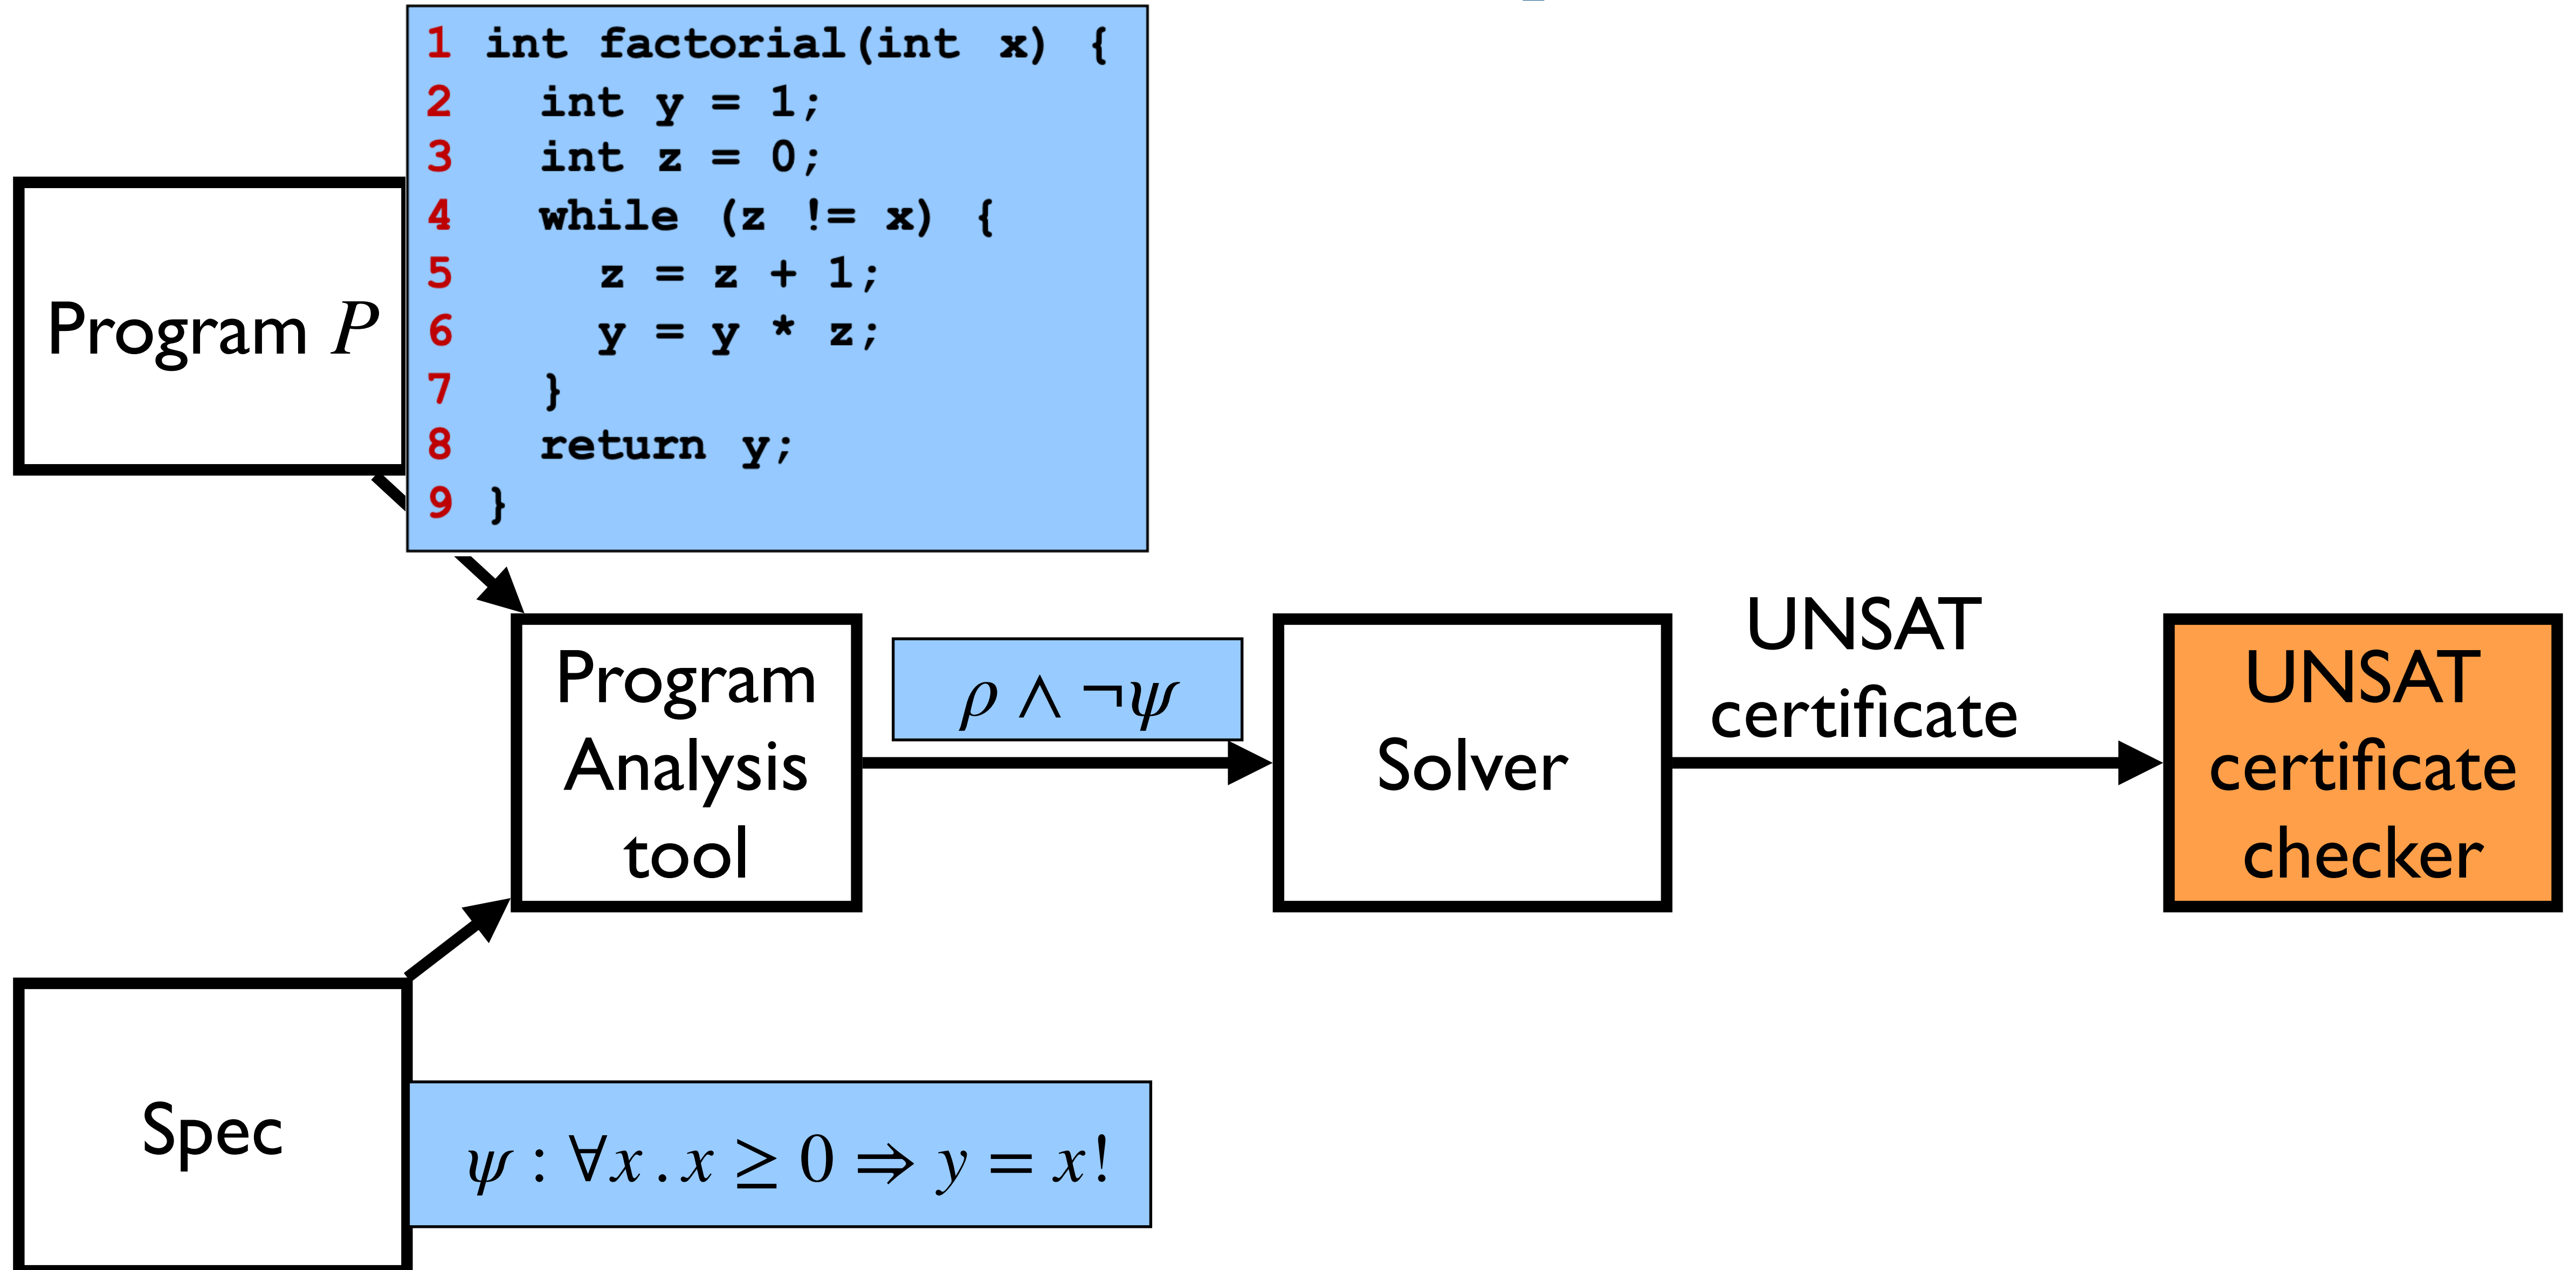 1 int factorial(int x) {
2   int y = 1;
3   int z = 0;
4   while (z != x) {
5     z = z + 1;
6     y = y * z;
7   }
8   return y;
9 }
Program P
Program
Analysis
tool
ρ ∧ ¬ψ
Solver
UNSAT
certificate
UNSAT
certificate
checker
Spec
ψ : ∀x . x ≥ 0 ⇒ y = x!